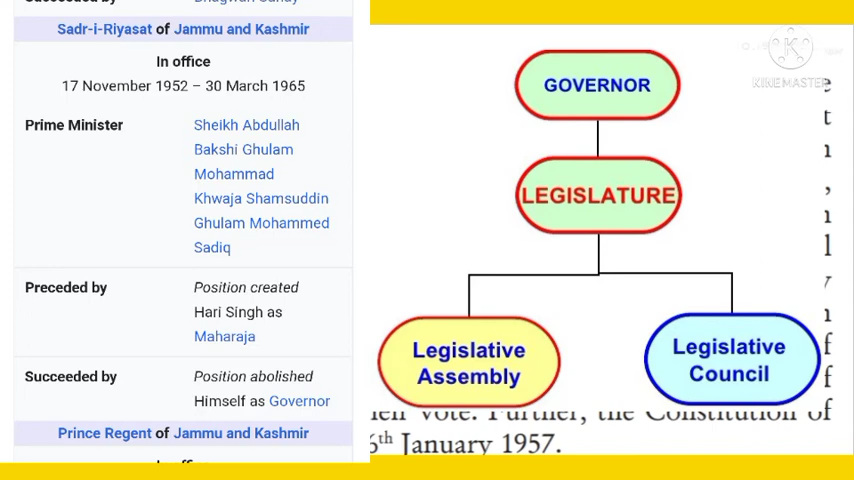 Sadr-i-Riyasat of Jammu and Kashmir
In office
17 November 1952 – 30 March 1965
Prime Minister
Sheikh Abdullah
Bakshi Ghulam
Mohammad
Khwaja Shamsuddin
Ghulam Mohammed
Sadiq
Preceded by
Position created
Hari Singh as
Maharaja
Succeeded by
Position abolished
Himself as Governor
Prince Regent of Jammu and Kashmir
GOVERNOR
LEGISLATURE
Legislative
Assembly
Legislative
Council
vote. Further, the Constitution of
6th January 1957.
KINEMASTER